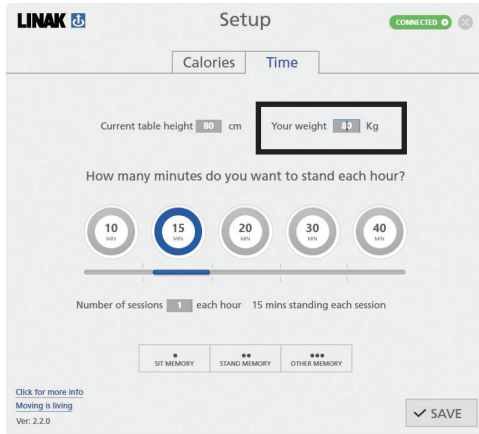 LINAK Setup CONNECTED
Calories Time
Current table height 80 cm Your weight 80 Kg
How many minutes do you want to stand each hour?
10 15 20 30 40
MIN MIN MIN MIN MIN
Number of sessions 1 each hour 15 mins standing each session
SIT MEMORY STAND MEMORY OTHER MEMORY
Click for more info
Moving is living
Ver: 2.2.0
SAVE